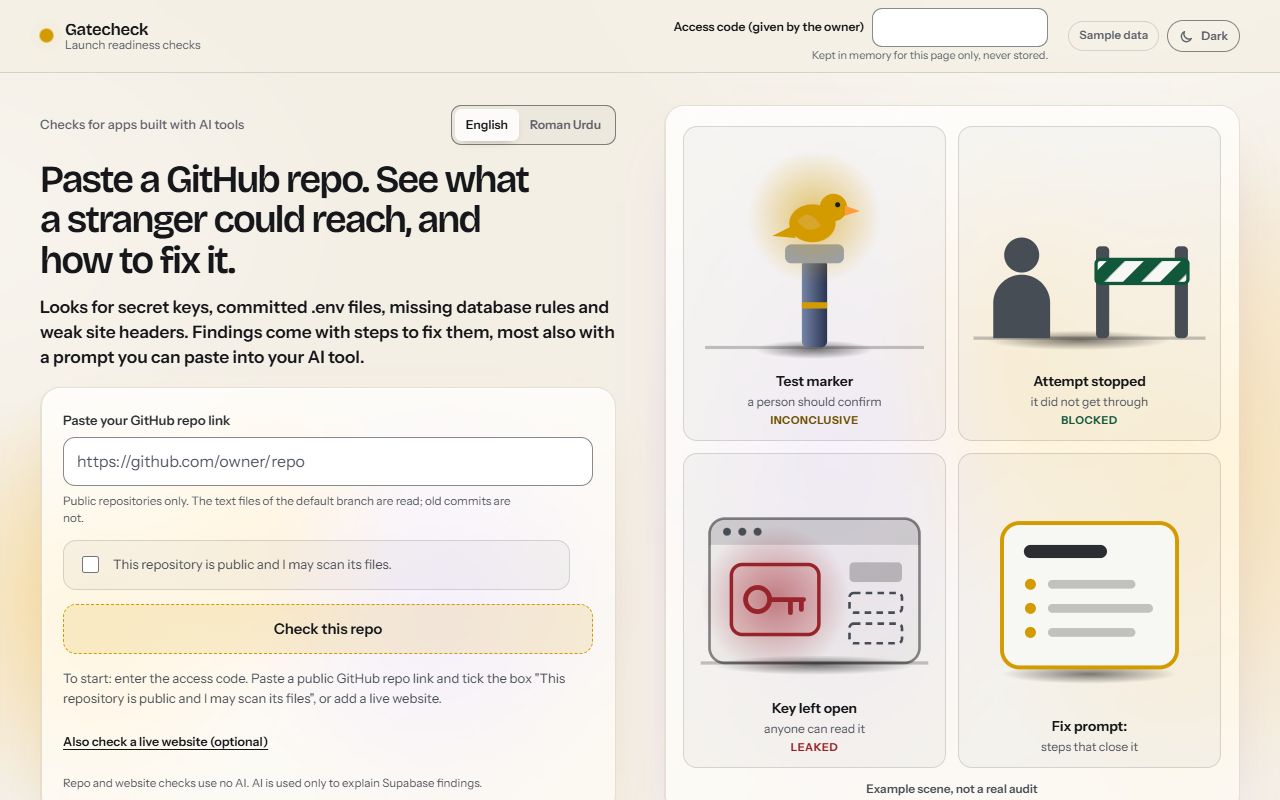 Gatecheck
Launch readiness checks
Access code (given by the owner)
Kept in memory for this page only, never stored.
Sample data
Dark
Checks for apps built with AI tools
English
Roman Urdu
Paste a GitHub repo. See what
a stranger could reach, and
how to fix it.
Looks for secret keys, committed .env files, missing database rules and
weak site headers. Findings come with steps to fix them, most also with
a prompt you can paste into your AI tool.
Paste your GitHub repo link
https://github.com/owner/repo
Public repositories only. The text files of the default branch are read; old commits are
not.
This repository is public and I may scan its files.
Check this repo
To start: enter the access code. Paste a public GitHub repo link and tick the box "This
repository is public and I may scan its files", or add a live website.
Also check a live website (optional)
Repo and website checks use no AI. AI is used only to explain Supabase findings.
Test marker
a person should confirm
INCONCLUSIVE
Attempt stopped
it did not get through
BLOCKED
Key left open
anyone can read it
LEAKED
Fix prompt:
steps that close it
Example scene, not a real audit